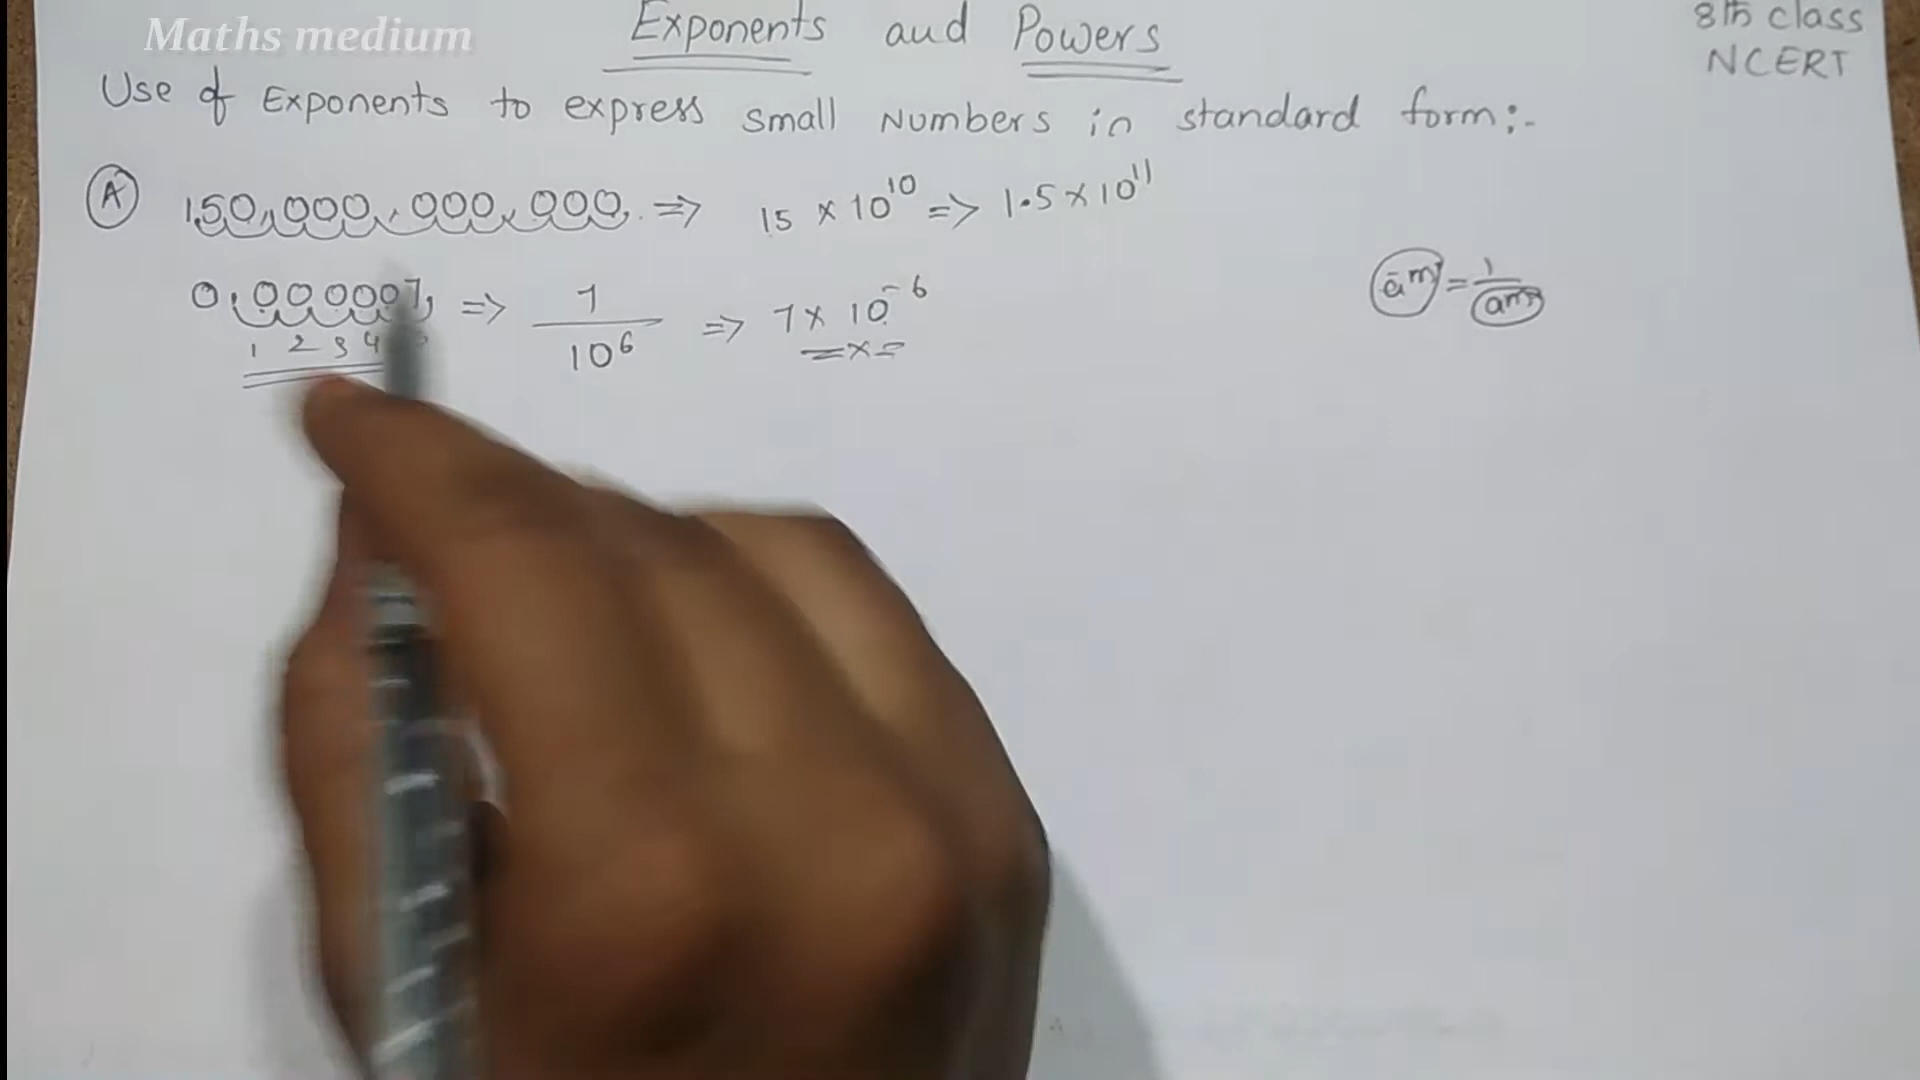 Maths medium
Exponents and Powers
8th class
NCERT
Use of Exponents to express small Numbers in standard form:-
A 1.50,000,000,000. => 15 x 10^10 => 1.5 x 10^11
0.000007 => 7/10^6 => 7 x 10^-6
1 2 3 4
a^-m = 1/a^m